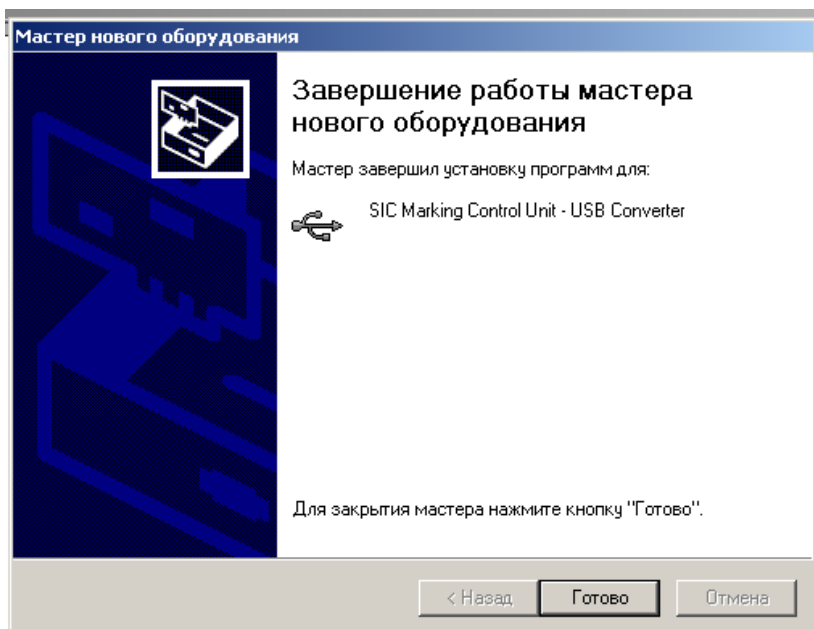 Мастер нового оборудования
Завершение работы мастера
нового оборудования
Мастер завершил установку программ для:
SIC Marking Control Unit - USB Converter
Для закрытия мастера нажмите кнопку "Готово".
< Назад Готово Отмена